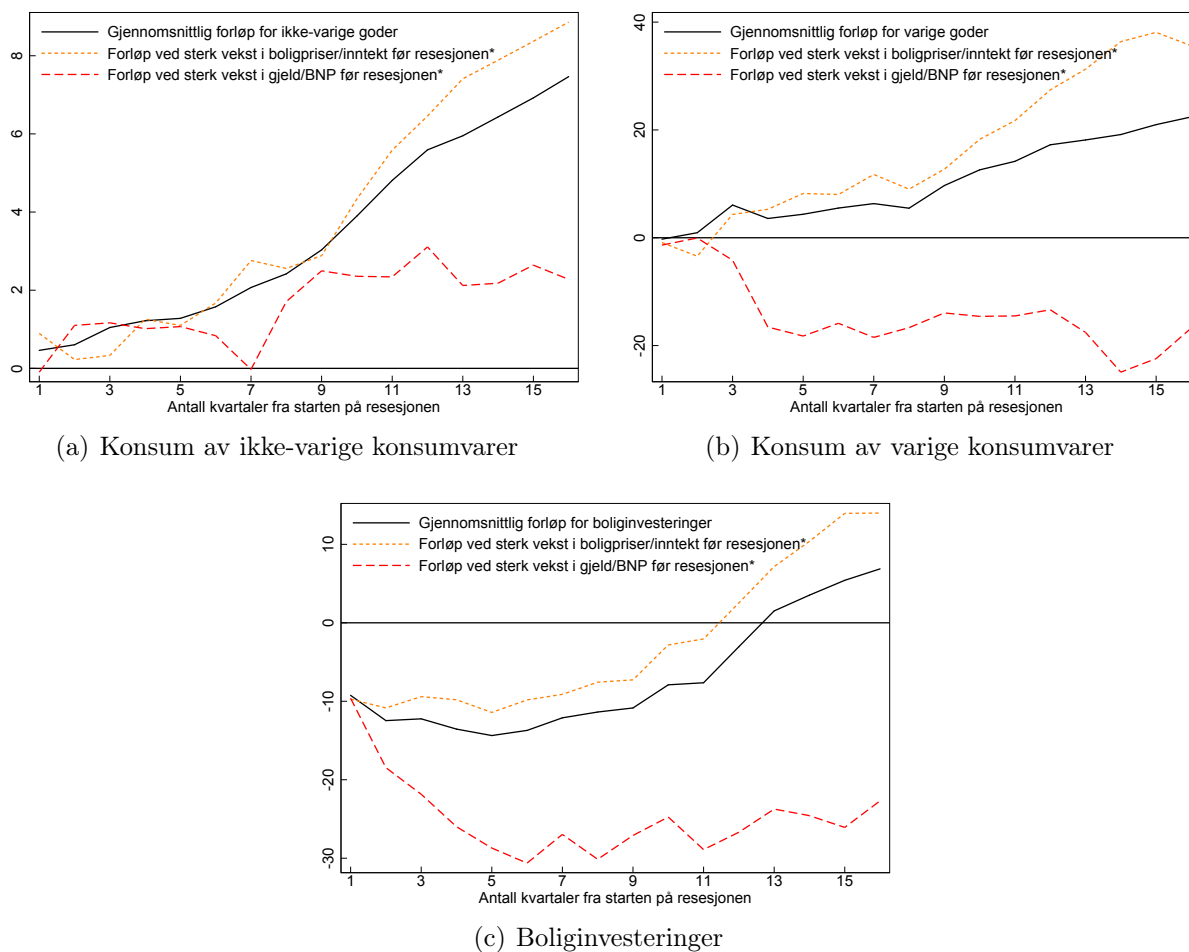 Gjennomsnittlig forløp for ikke-varige goder
Forløp ved sterk vekst i boligpriser/inntekt før resesjonen*
Forløp ved sterk vekst i gjeld/BNP før resesjonen*
8
6
4
2
0
1 3 5 7 9 11 13 15
Antall kvartaler fra starten på resesjonen
(a) Konsum av ikke-varige konsumvarer
Gjennomsnittlig forløp for varige goder
Forløp ved sterk vekst i boligpriser/inntekt før resesjonen*
Forløp ved sterk vekst i gjeld/BNP før resesjonen*
40
20
0
-20
1 3 5 7 9 11 13 15
Antall kvartaler fra starten på resesjonen
(b) Konsum av varige konsumvarer
Gjennomsnittlig forløp for boliginvesteringer
Forløp ved sterk vekst i boligpriser/inntekt før resesjonen*
Forløp ved sterk vekst i gjeld/BNP før resesjonen*
10
0
-10
-20
-30
1 3 5 7 9 11 13 15
Antall kvartaler fra starten på resesjonen
(c) Boliginvesteringer